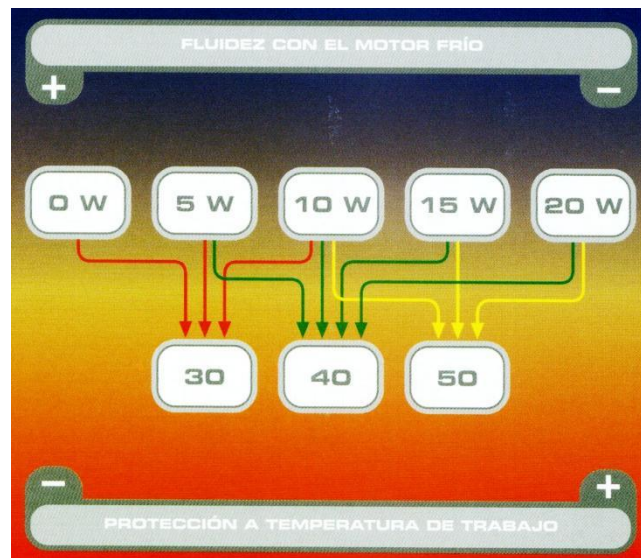 FLUIDEZ CON EL MOTOR FRÍO
+ −
0 W 5 W 10 W 15 W 20 W
30 40 50
− +
PROTECCIÓN A TEMPERATURA DE TRABAJO